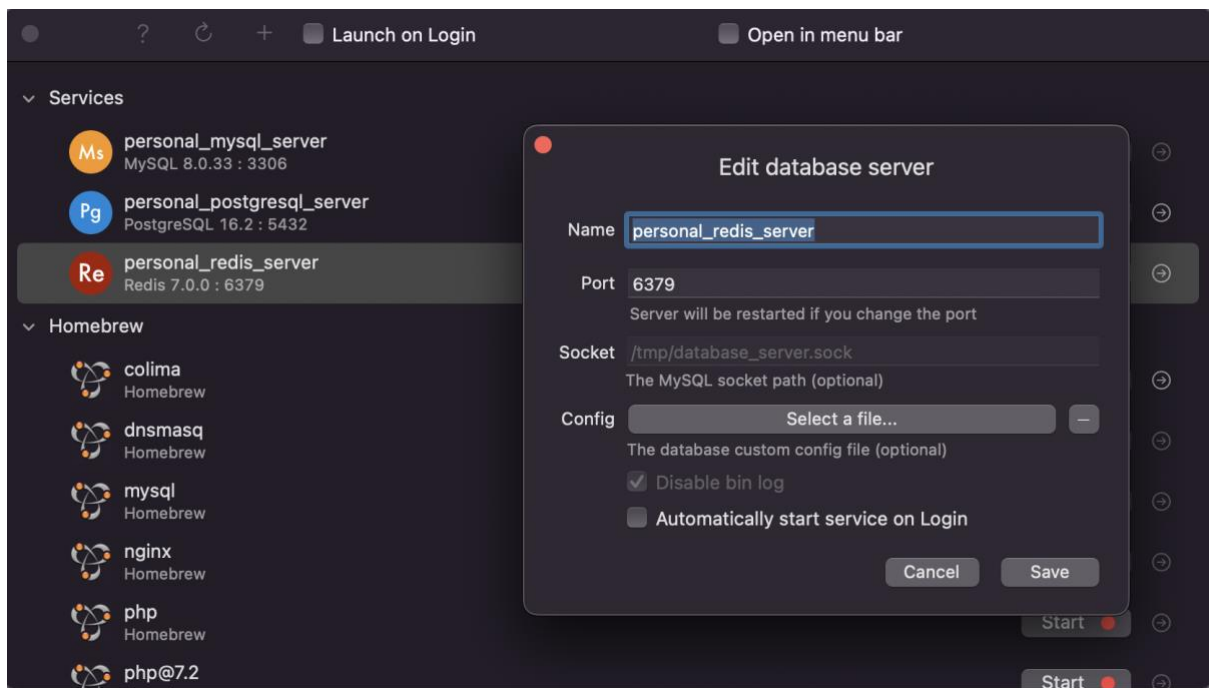 ? Launch on Login Open in menu bar
Services
Ms personal_mysql_server
MySQL 8.0.33 : 3306
Pg personal_postgresql_server
PostgreSQL 16.2 : 5432
Re personal_redis_server
Redis 7.0.0 : 6379
Homebrew
colima
Homebrew
dnsmasq
Homebrew
mysql
Homebrew
nginx
Homebrew
php
Homebrew
php@7.2
Edit database server
Name personal_redis_server
Port 6379
Server will be restarted if you change the port
Socket /tmp/database_server.sock
The MySQL socket path (optional)
Config Select a file...
The database custom config file (optional)
Disable bin log
Automatically start service on Login
Cancel Save
Start
Start